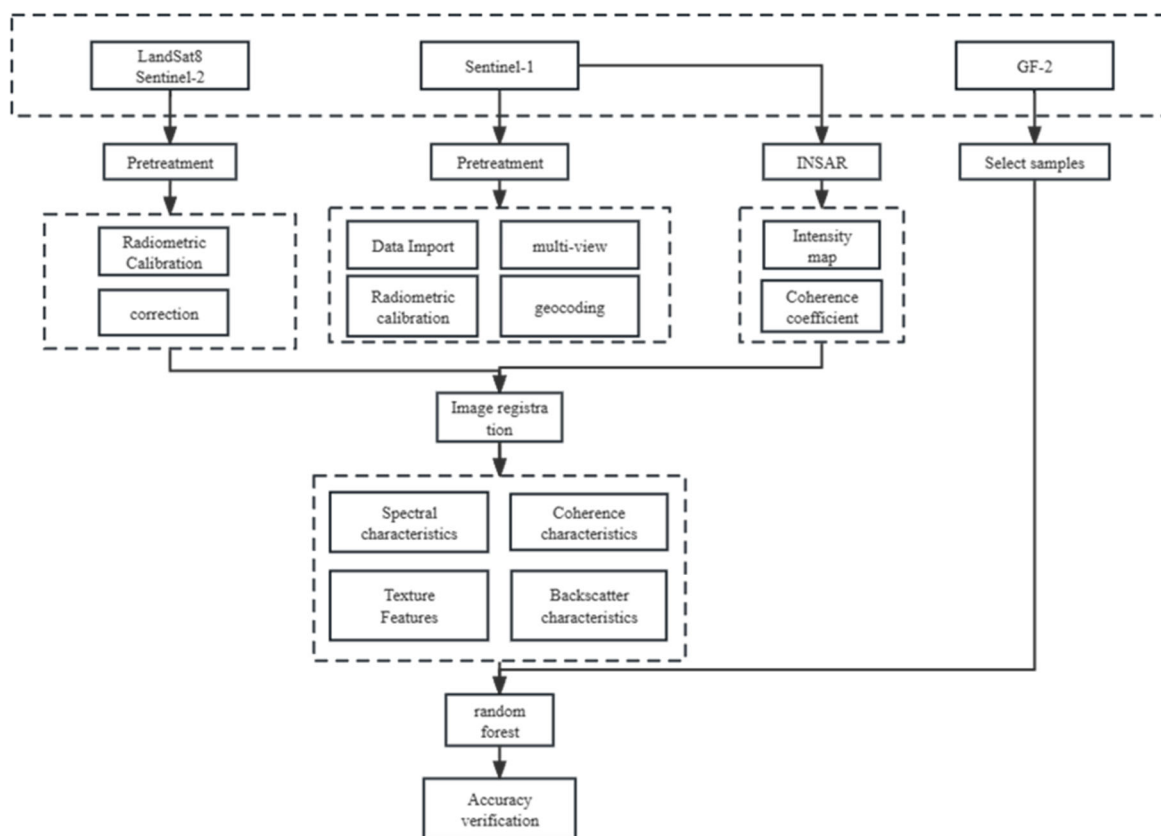 LandSat8
Sentinel-2
Sentinel-1
GF-2
Pretreatment
Pretreatment
INSAR
Select samples
Radiometric
Calibration
correction
Data Import
multi-view
Radiometric
calibration
geocoding
Intensity
map
Coherence
coefficient
Image registra
tion
Spectral
characteristics
Coherence
characteristics
Texture
Features
Backscatter
characteristics
random
forest
Accuracy
verification